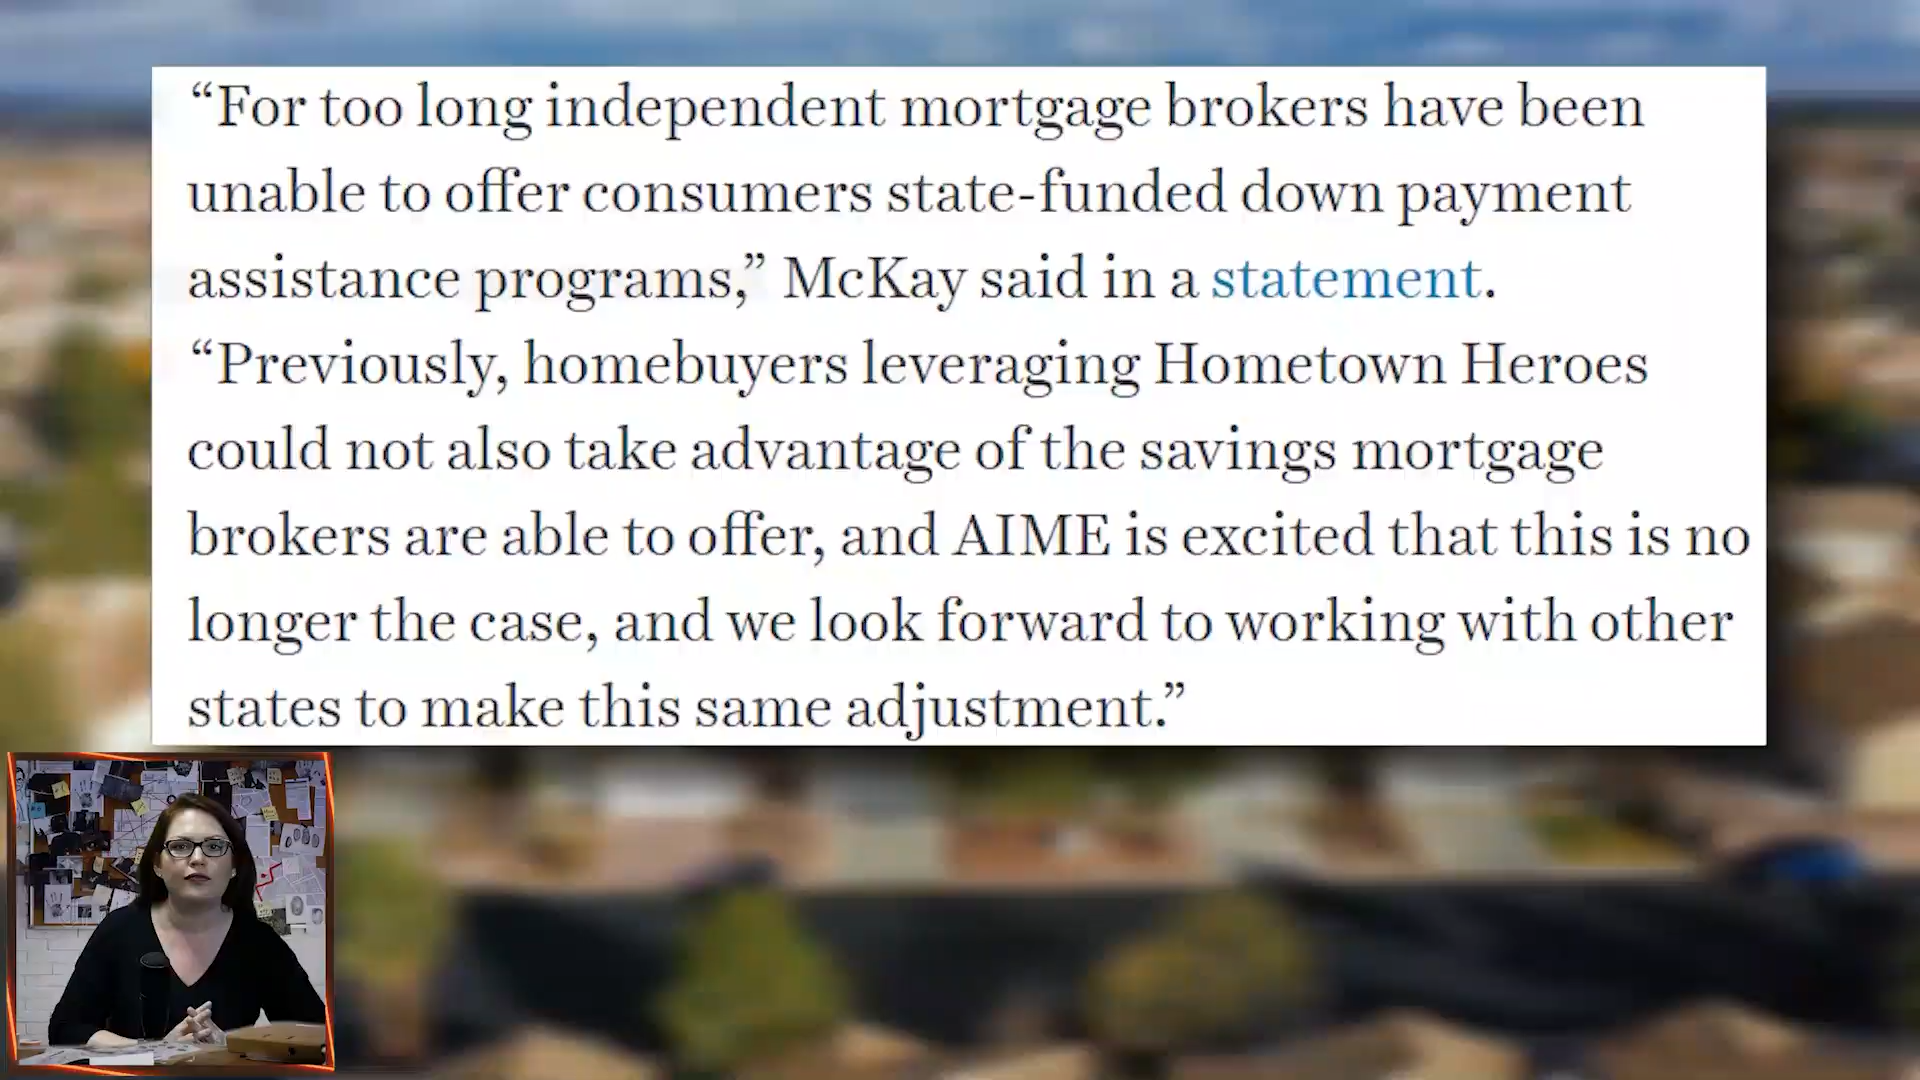 “For too long independent mortgage brokers have been
unable to offer consumers state-funded down payment
assistance programs,” McKay said in a statement.
“Previously, homebuyers leveraging Hometown Heroes
could not also take advantage of the savings mortgage
brokers are able to offer, and AIME is excited that this is no
longer the case, and we look forward to working with other
states to make this same adjustment.”